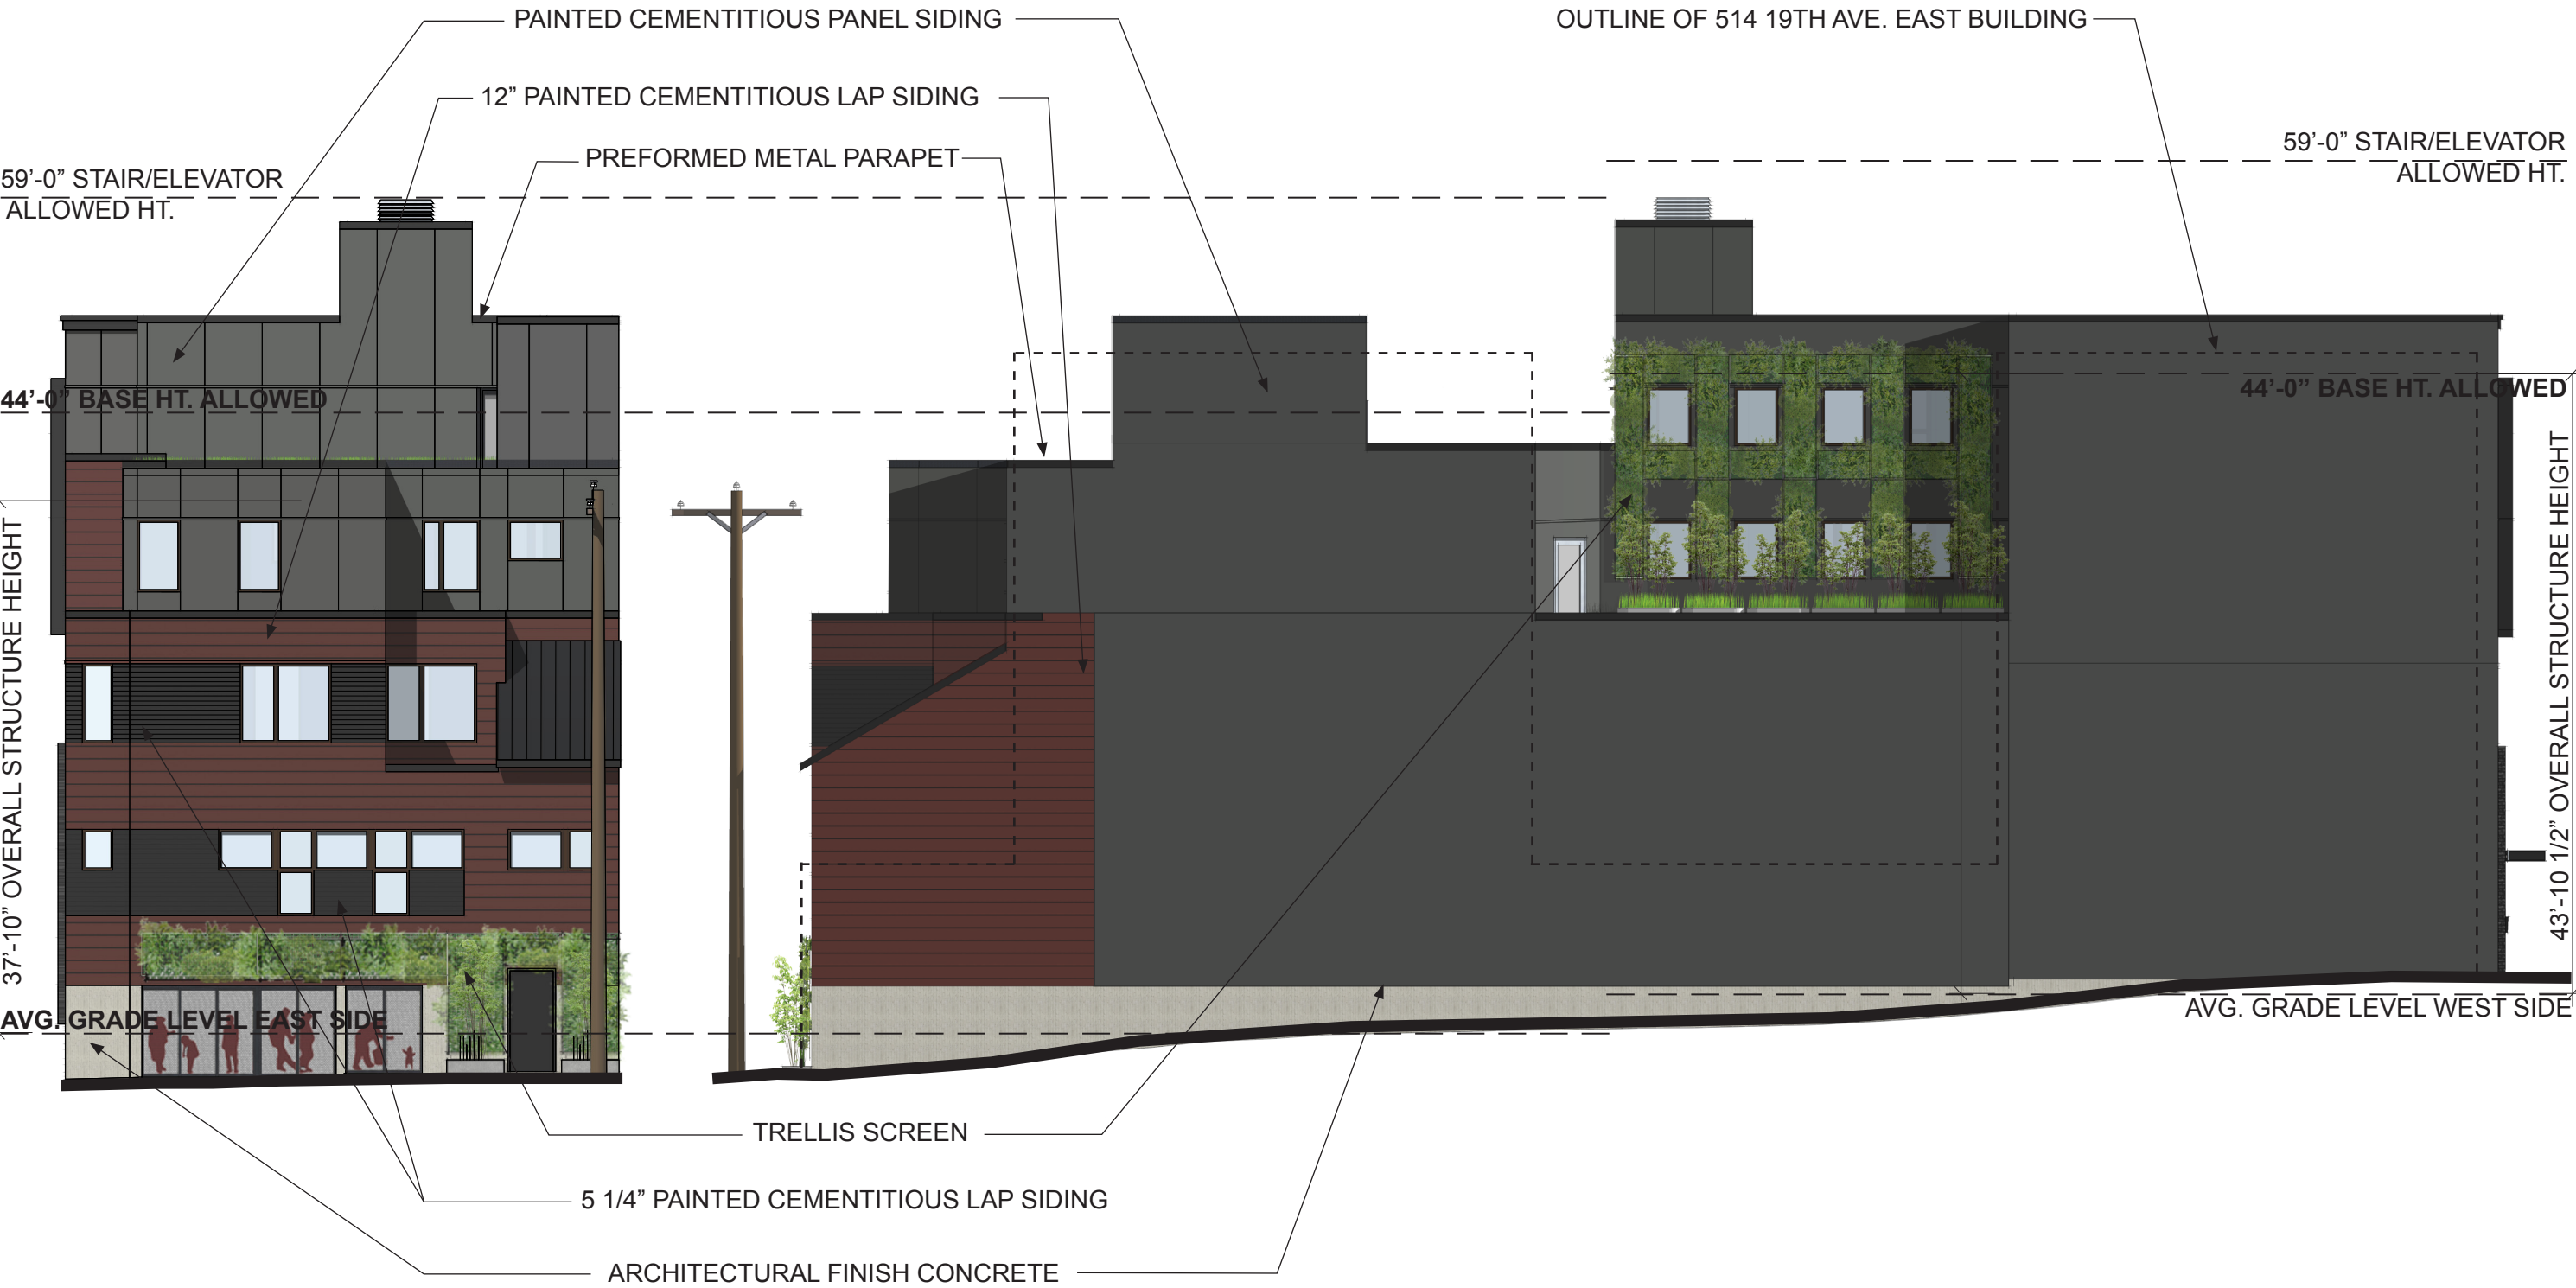 PAINTED CEMENTITIOUS PANEL SIDING
OUTLINE OF 514 19TH AVE. EAST BUILDING
12” PAINTED CEMENTITIOUS LAP SIDING
PREFORMED METAL PARAPET
59’-0” STAIR/ELEVATOR
ALLOWED HT.
59’-0” STAIR/ELEVATOR
ALLOWED HT.
44’-0” BASE HT. ALLOWED
44’-0” BASE HT. ALLOWED
37’-10” OVERALL STRUCTURE HEIGHT
43’-10 1/2” OVERALL STRUCTURE HEIGHT
AVG. GRADE LEVEL EAST SIDE
AVG. GRADE LEVEL WEST SIDE
TRELLIS SCREEN
5 1/4” PAINTED CEMENTITIOUS LAP SIDING
ARCHITECTURAL FINISH CONCRETE